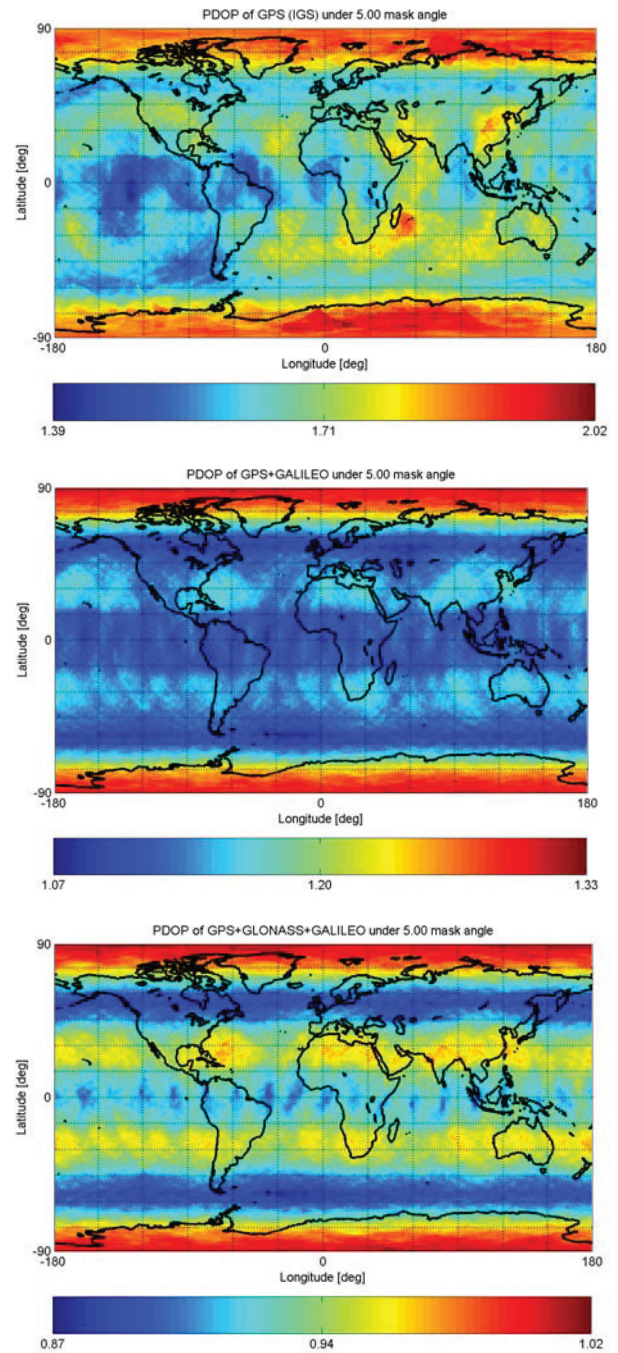 PDOP of GPS (IGS) under 5.00 mask angle
90
Latitude [deg]
0
-90
-180 0 180
Longitude [deg]
1.39 1.71 2.02
PDOP of GPS+GALILEO under 5.00 mask angle
90
Latitude [deg]
0
-90
-180 0 180
Longitude [deg]
1.07 1.20 1.33
PDOP of GPS+GLONASS+GALILEO under 5.00 mask angle
90
Latitude [deg]
0
-90
-180 0 180
Longitude [deg]
0.87 0.94 1.02